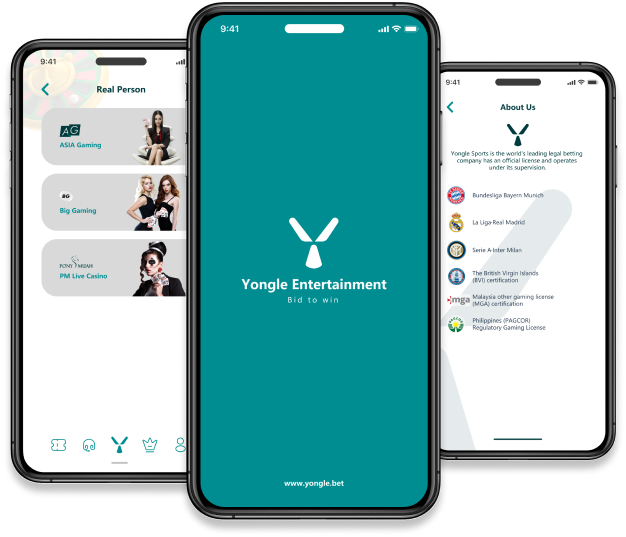 9:41
Real Person
AG
ASIA Gaming
BG
Big Gaming
PONY MUAH
PM Live Casino
9:41
Yongle Entertainment
Bid to win
www.yongle.bet
9:41
About Us
Yongle Sports is the world's leading legal betting
company has an official license and operates
under its supervision.
Bundesliga Bayern Munich
La Liga-Real Madrid
Serie A-Inter Milan
The British Virgin Islands
(BVI) certification
mga
Malaysia other gaming license
(MGA) certification
PAGCOR
Philippines (PAGCOR)
Regulatory Gaming License